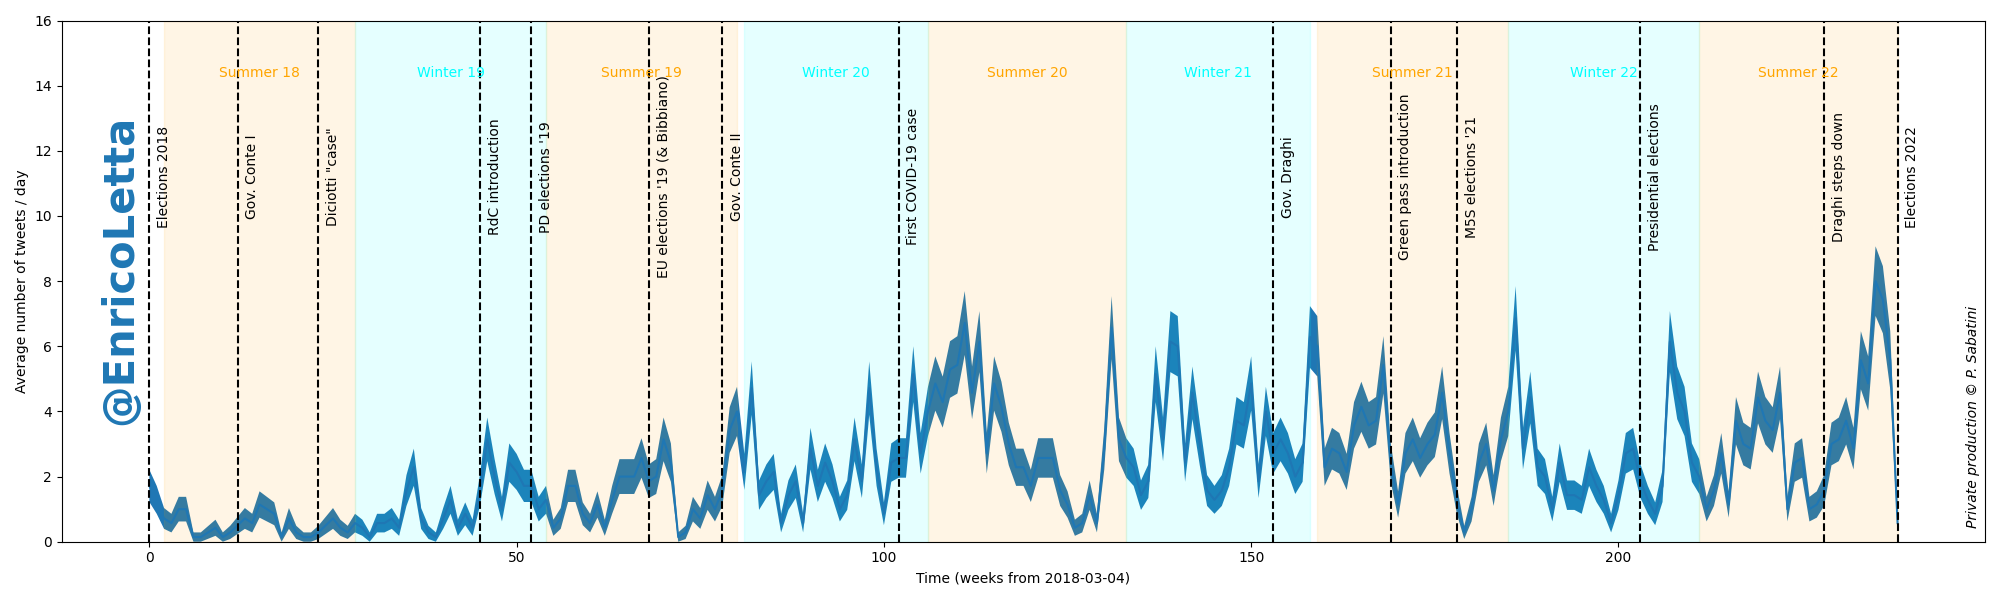 16
14
12
10
8
6
4
2
0
Average number of tweets / day
@EnricoLetta
Summer 18
Winter 19
Summer 19
Winter 20
Summer 20
Winter 21
Summer 21
Winter 22
Summer 22
Elections 2018
Gov. Conte I
Diciotti "case"
RdC introduction
PD elections '19
EU elections '19 (& Bibbiano)
Gov. Conte II
First COVID-19 case
Gov. Draghi
Green pass introduction
M5S elections '21
Presidential elections
Draghi steps down
Elections 2022
Private production © P. Sabatini
0
50
100
150
200
Time (weeks from 2018-03-04)